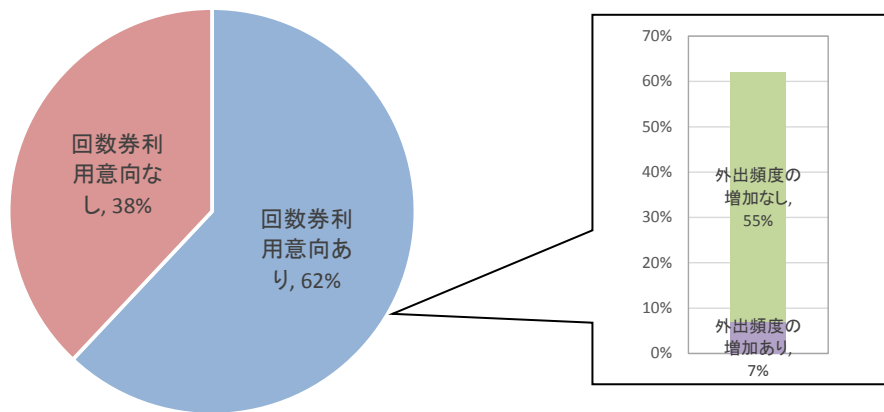 回数券利
用意向な
し, 38%
回数券利
用意向あ
り, 62%
70%
60%
50%
40%
30%
20%
10%
0%
外出頻度の
増加なし,
55%
外出頻度の
増加あり,
7%